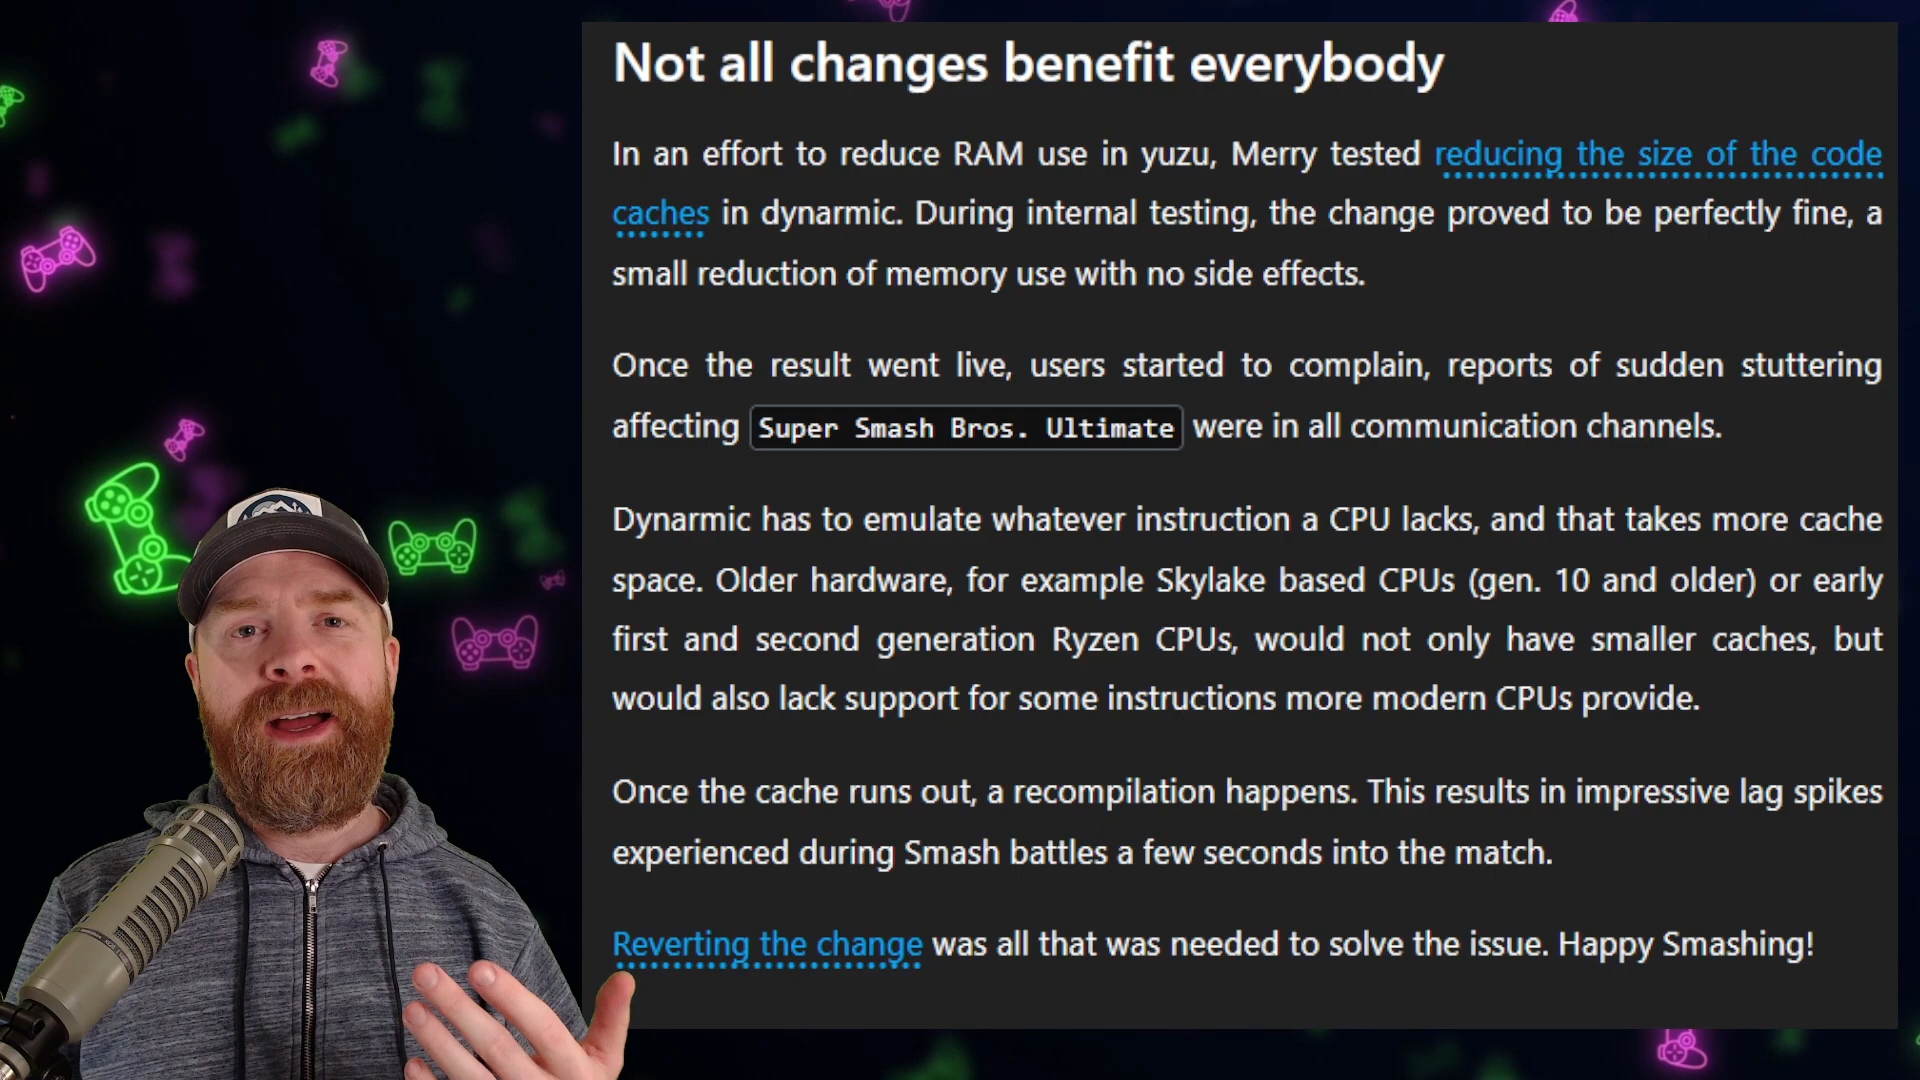 Not all changes benefit everybody
In an effort to reduce RAM use in yuzu, Merry tested reducing the size of the code
caches in dynarmic. During internal testing, the change proved to be perfectly fine, a
small reduction of memory use with no side effects.
Once the result went live, users started to complain, reports of sudden stuttering
affecting Super Smash Bros. Ultimate were in all communication channels.
Dynarmic has to emulate whatever instruction a CPU lacks, and that takes more cache
space. Older hardware, for example Skylake based CPUs (gen. 10 and older) or early
first and second generation Ryzen CPUs, would not only have smaller caches, but
would also lack support for some instructions more modern CPUs provide.
Once the cache runs out, a recompilation happens. This results in impressive lag spikes
experienced during Smash battles a few seconds into the match.
Reverting the change was all that was needed to solve the issue. Happy Smashing!